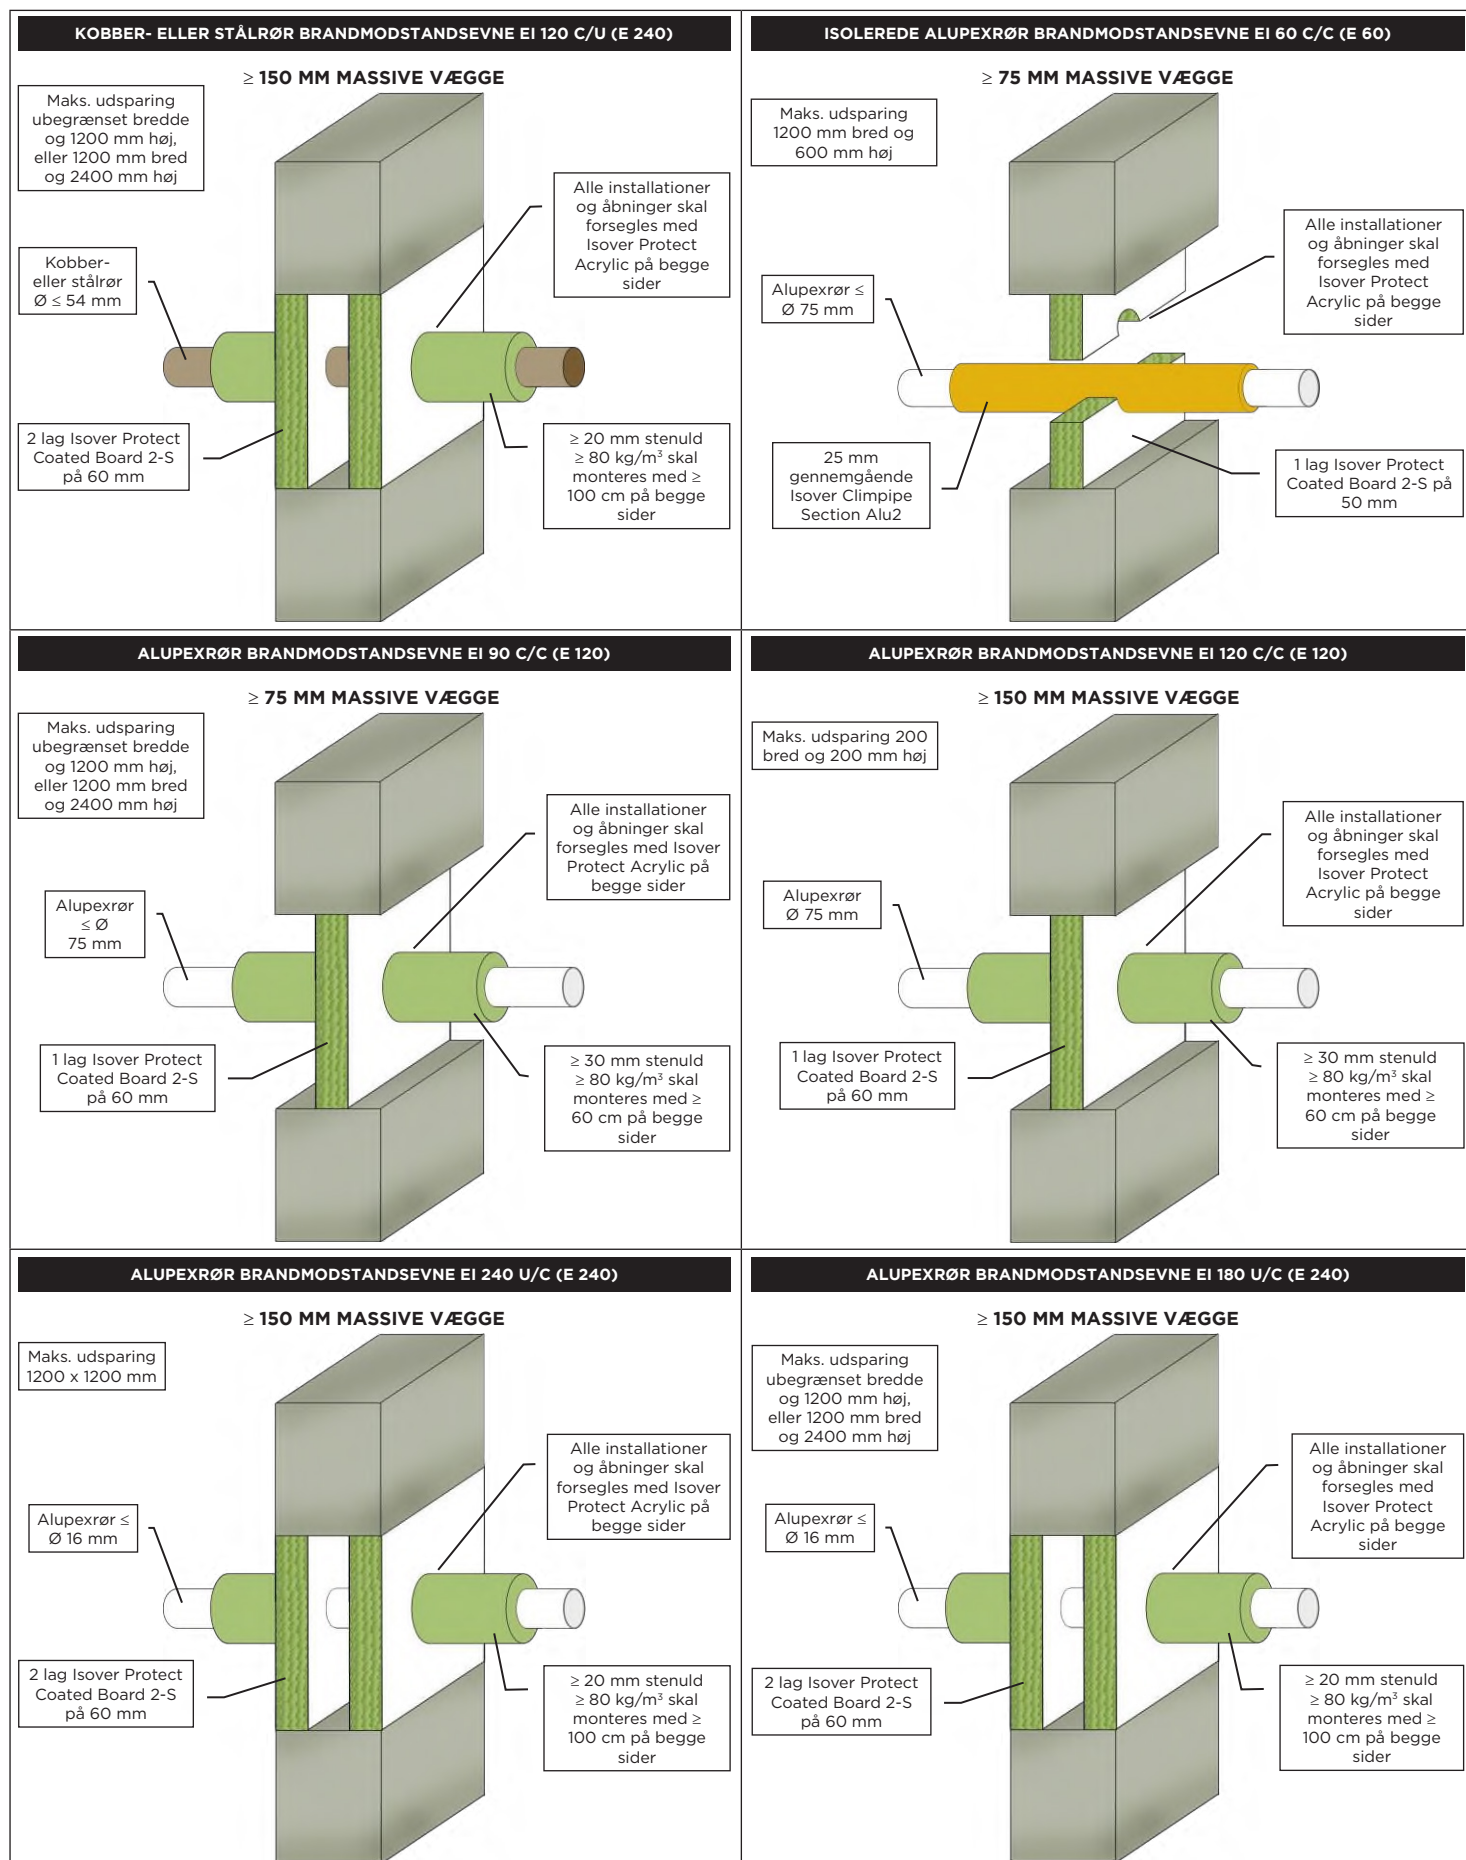 KOBBER- ELLER STÅLRØR BRANDMODSTANDSEVNE EI 120 C/U (E 240)
≥ 150 MM MASSIVE VÆGGE
Maks. udsparing
ubegrænset bredde
og 1200 mm høj,
eller 1200 mm bred
og 2400 mm høj
Alle installationer
og åbninger skal
forsegles med
Isover Protect
Acrylic på begge
sider
Kobber-
eller stålrør
Ø ≤ 54 mm
2 lag Isover Protect
Coated Board 2-S
på 60 mm
≥ 20 mm stenuld
≥ 80 kg/m³ skal
monteres med ≥
100 cm på begge
sider
ISOLEREDE ALUPEXRØR BRANDMODSTANDSEVNE EI 60 C/C (E 60)
≥ 75 MM MASSIVE VÆGGE
Maks. udsparing
1200 mm bred og
600 mm høj
Alle installationer
og åbninger skal
forsegles med
Isover Protect
Acrylic på begge
sider
Alupexrør ≤
Ø 75 mm
25 mm
gennemgående
Isover Climpipe
Section Alu2
1 lag Isover Protect
Coated Board 2-S på
50 mm
ALUPEXRØR BRANDMODSTANDSEVNE EI 90 C/C (E 120)
≥ 75 MM MASSIVE VÆGGE
Maks. udsparing
ubegrænset bredde
og 1200 mm høj,
eller 1200 mm bred
og 2400 mm høj
Alle installationer
og åbninger skal
forsegles med Isover
Protect Acrylic på
begge sider
Alupexrør
≤ Ø
75 mm
1 lag Isover Protect
Coated Board 2-S
på 60 mm
≥ 30 mm stenuld
≥ 80 kg/m³ skal
monteres med ≥
60 cm på begge
sider
ALUPEXRØR BRANDMODSTANDSEVNE EI 120 C/C (E 120)
≥ 150 MM MASSIVE VÆGGE
Maks. udsparing 200
bred og 200 mm høj
Alle installationer
og åbninger skal
forsegles med
Isover Protect
Acrylic på begge
sider
Alupexrør
Ø 75 mm
1 lag Isover Protect
Coated Board 2-S
på 60 mm
≥ 30 mm stenuld
≥ 80 kg/m³ skal
monteres med ≥
60 cm på begge
sider
ALUPEXRØR BRANDMODSTANDSEVNE EI 240 U/C (E 240)
≥ 150 MM MASSIVE VÆGGE
Maks. udsparing
1200 x 1200 mm
Alle installationer
og åbninger skal
forsegles med Isover
Protect Acrylic på
begge sider
Alupexrør ≤
Ø 16 mm
2 lag Isover Protect
Coated Board 2-S
på 60 mm
≥ 20 mm stenuld
≥ 80 kg/m³ skal
monteres med ≥
100 cm på begge
sider
ALUPEXRØR BRANDMODSTANDSEVNE EI 180 U/C (E 240)
≥ 150 MM MASSIVE VÆGGE
Maks. udsparing
ubegrænset bredde
og 1200 mm høj,
eller 1200 mm bred
og 2400 mm høj
Alle installationer
og åbninger skal
forsegles med
Isover Protect
Acrylic på begge
sider
Alupexrør ≤
Ø 16 mm
2 lag Isover Protect
Coated Board 2-S
på 60 mm
≥ 20 mm stenuld
≥ 80 kg/m³ skal
monteres med ≥
100 cm på begge
sider